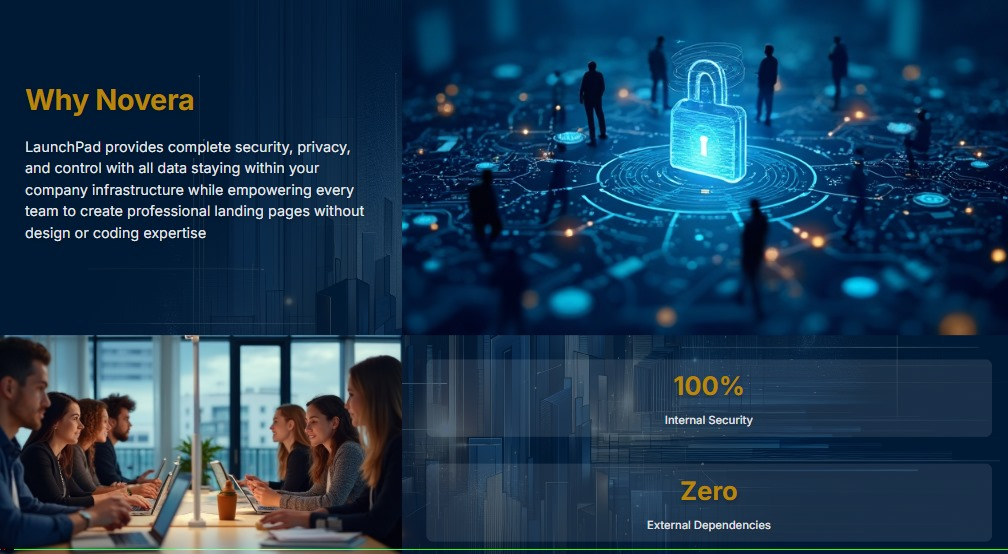 Why Novera
LaunchPad provides complete security, privacy,
and control with all data staying within your
company infrastructure while empowering every
team to create professional landing pages without
design or coding expertise
100%
Internal Security
Zero
External Dependencies